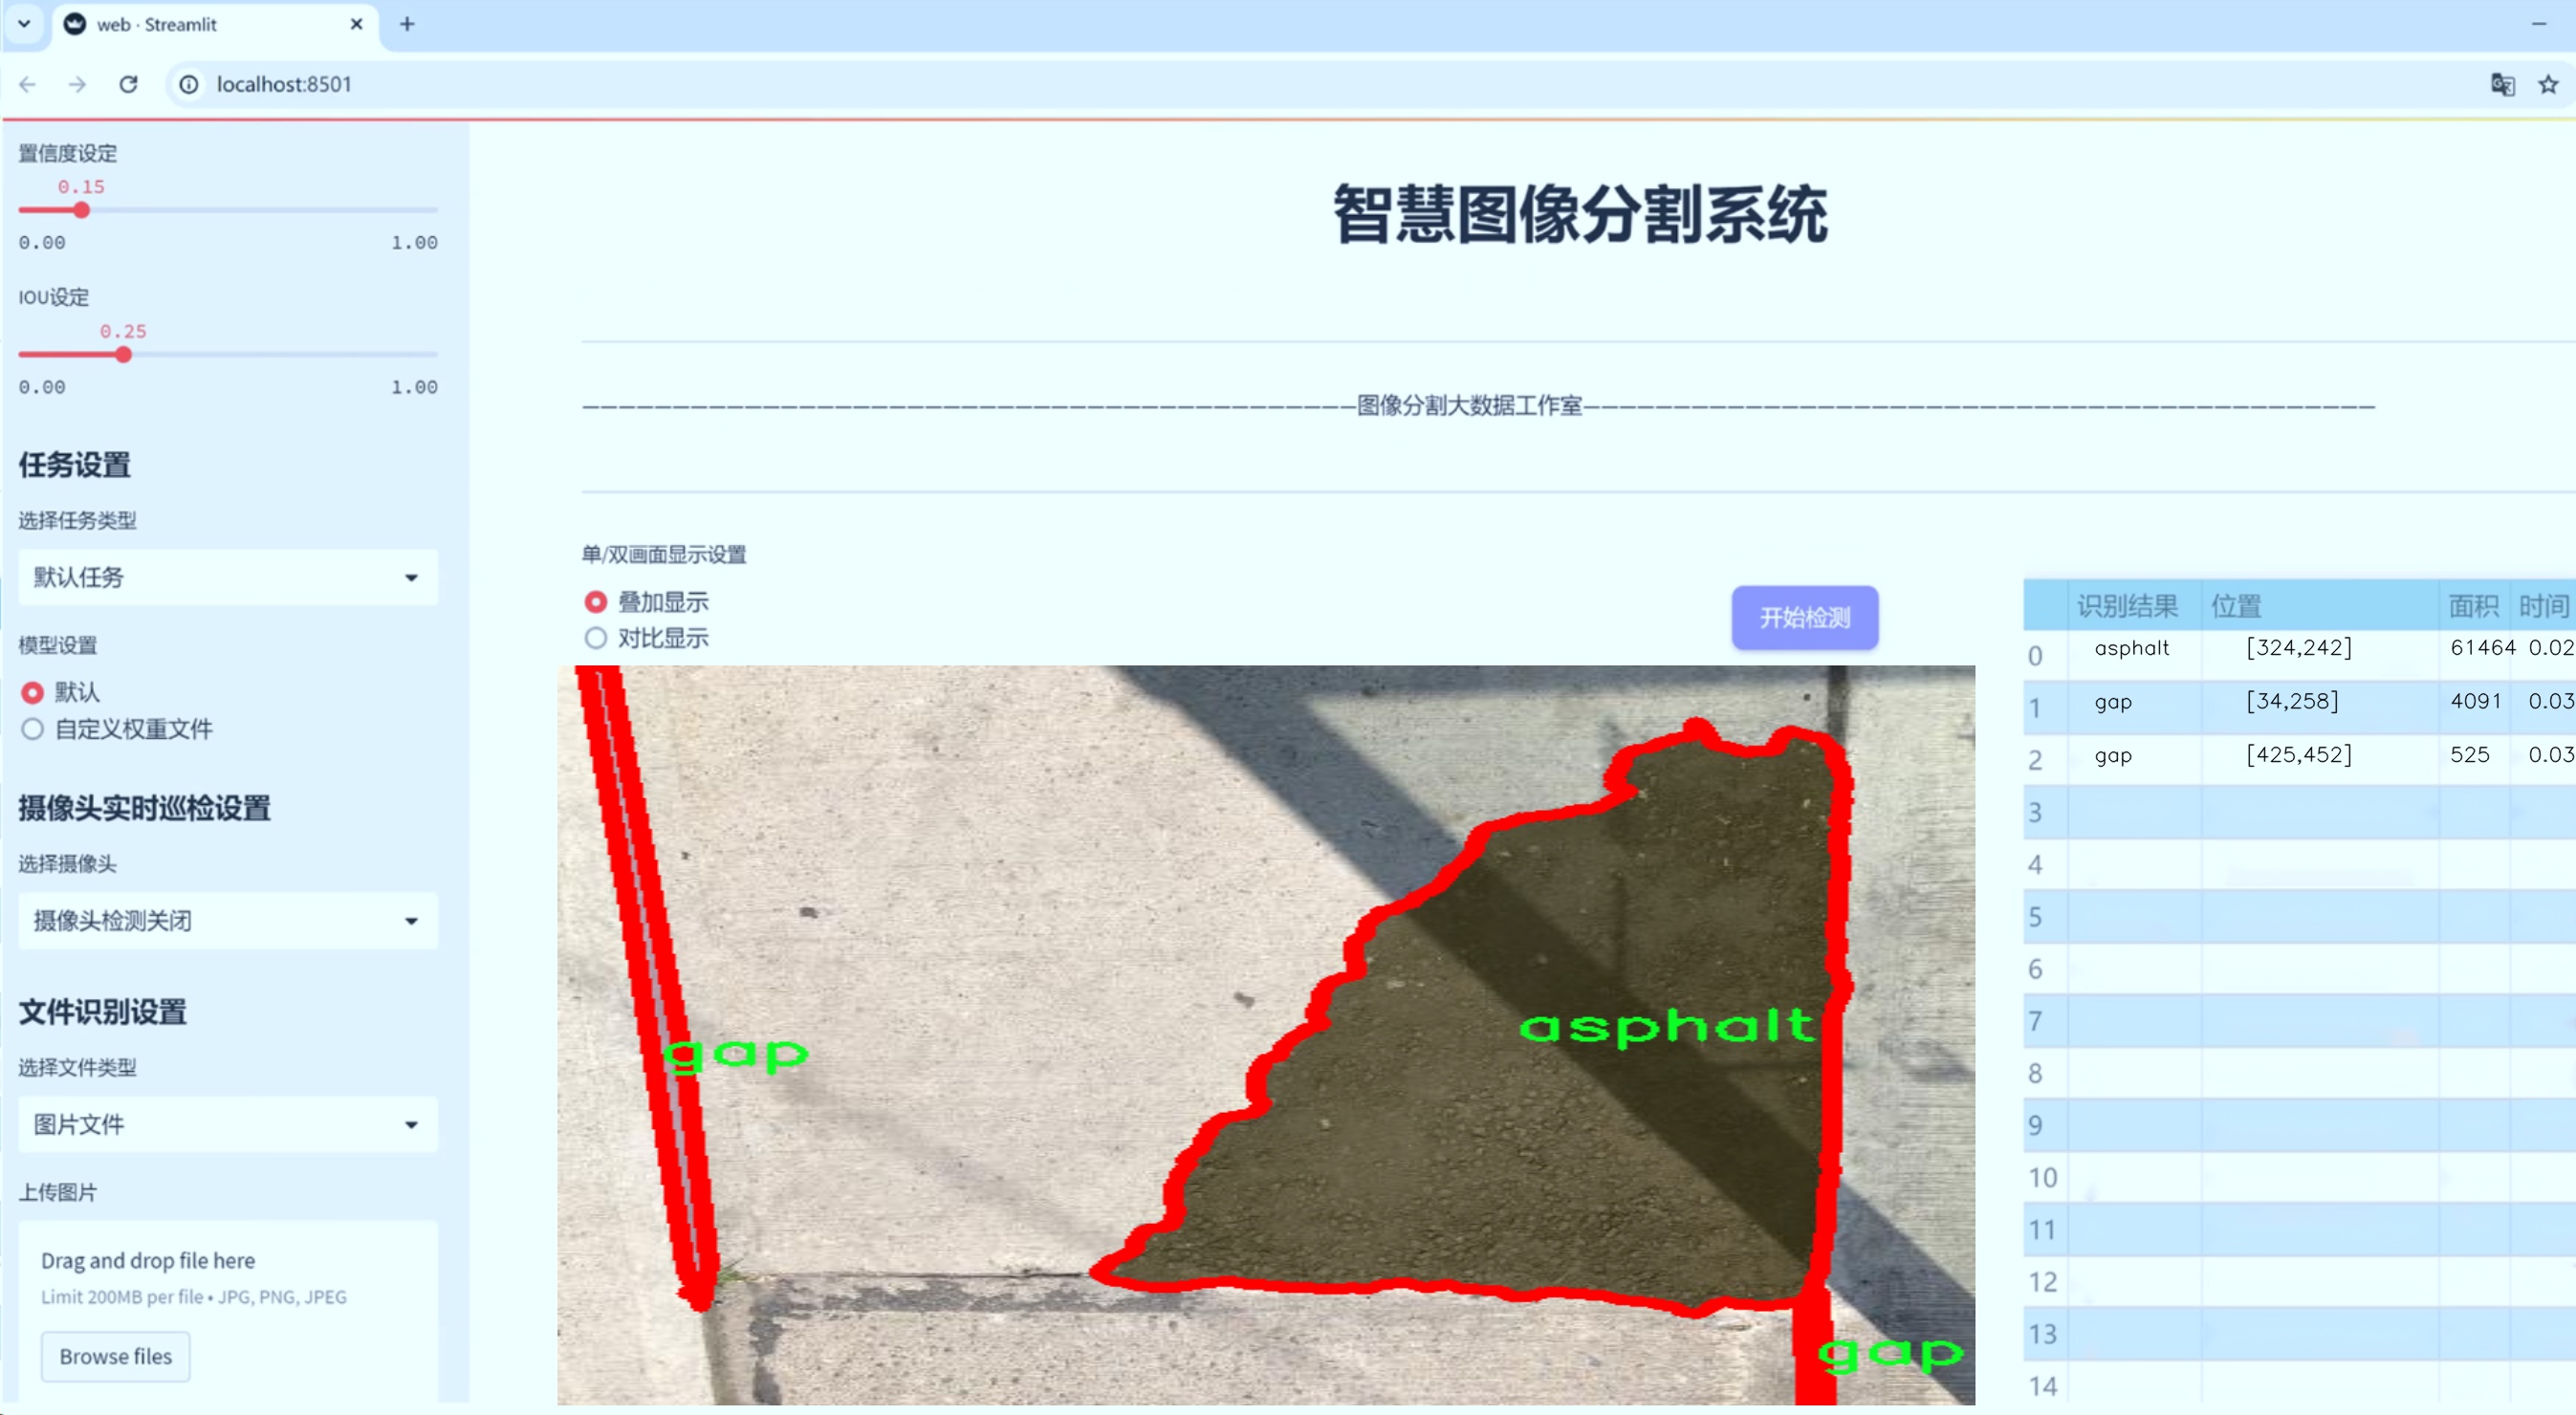 web · Streamlit
localhost:8501
置信度设定
0.15
0.00 1.00
IOU设定
0.25
0.00 1.00
任务设置
选择任务类型
默认任务
模型设置
默认
自定义权重文件
摄像头实时巡检设置
选择摄像头
摄像头检测关闭
文件识别设置
选择文件类型
图片文件
上传图片
Drag and drop file here
Limit 200MB per file • JPG, PNG, JPEG
Browse files
智慧图像分割系统
———————————————————————————————————————————图像分割大数据工作室————————————————————————————————————————————
单/双画面显示设置
叠加显示
对比显示
开始检测
gap
asphalt
gap
识别结果 位置 面积 时间
0 asphalt [324,242] 61464 0.02
1 gap [34,258] 4091 0.03
2 gap [425,452] 525 0.03
3
4
5
6
7
8
9
10
11
12
13
14